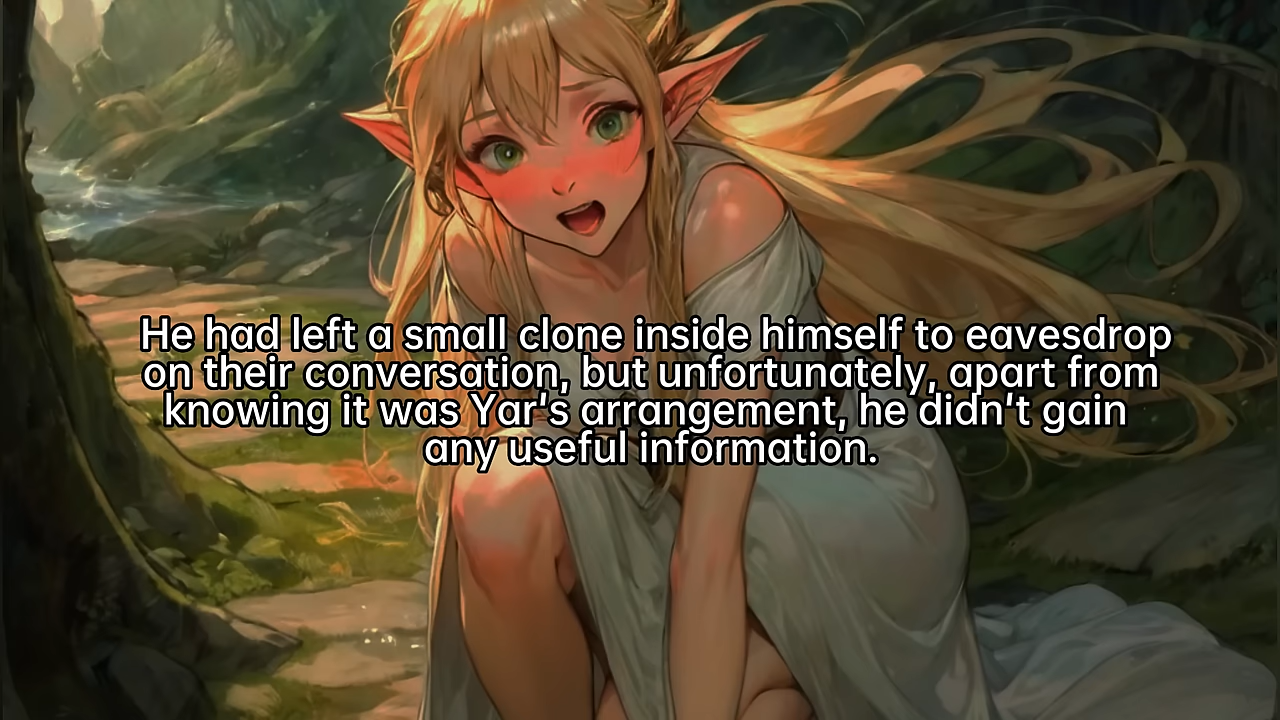 He had left a small clone inside himself to eavesdrop
on their conversation, but unfortunately, apart from
knowing it was Yar's arrangement, he didn't gain
any useful information.